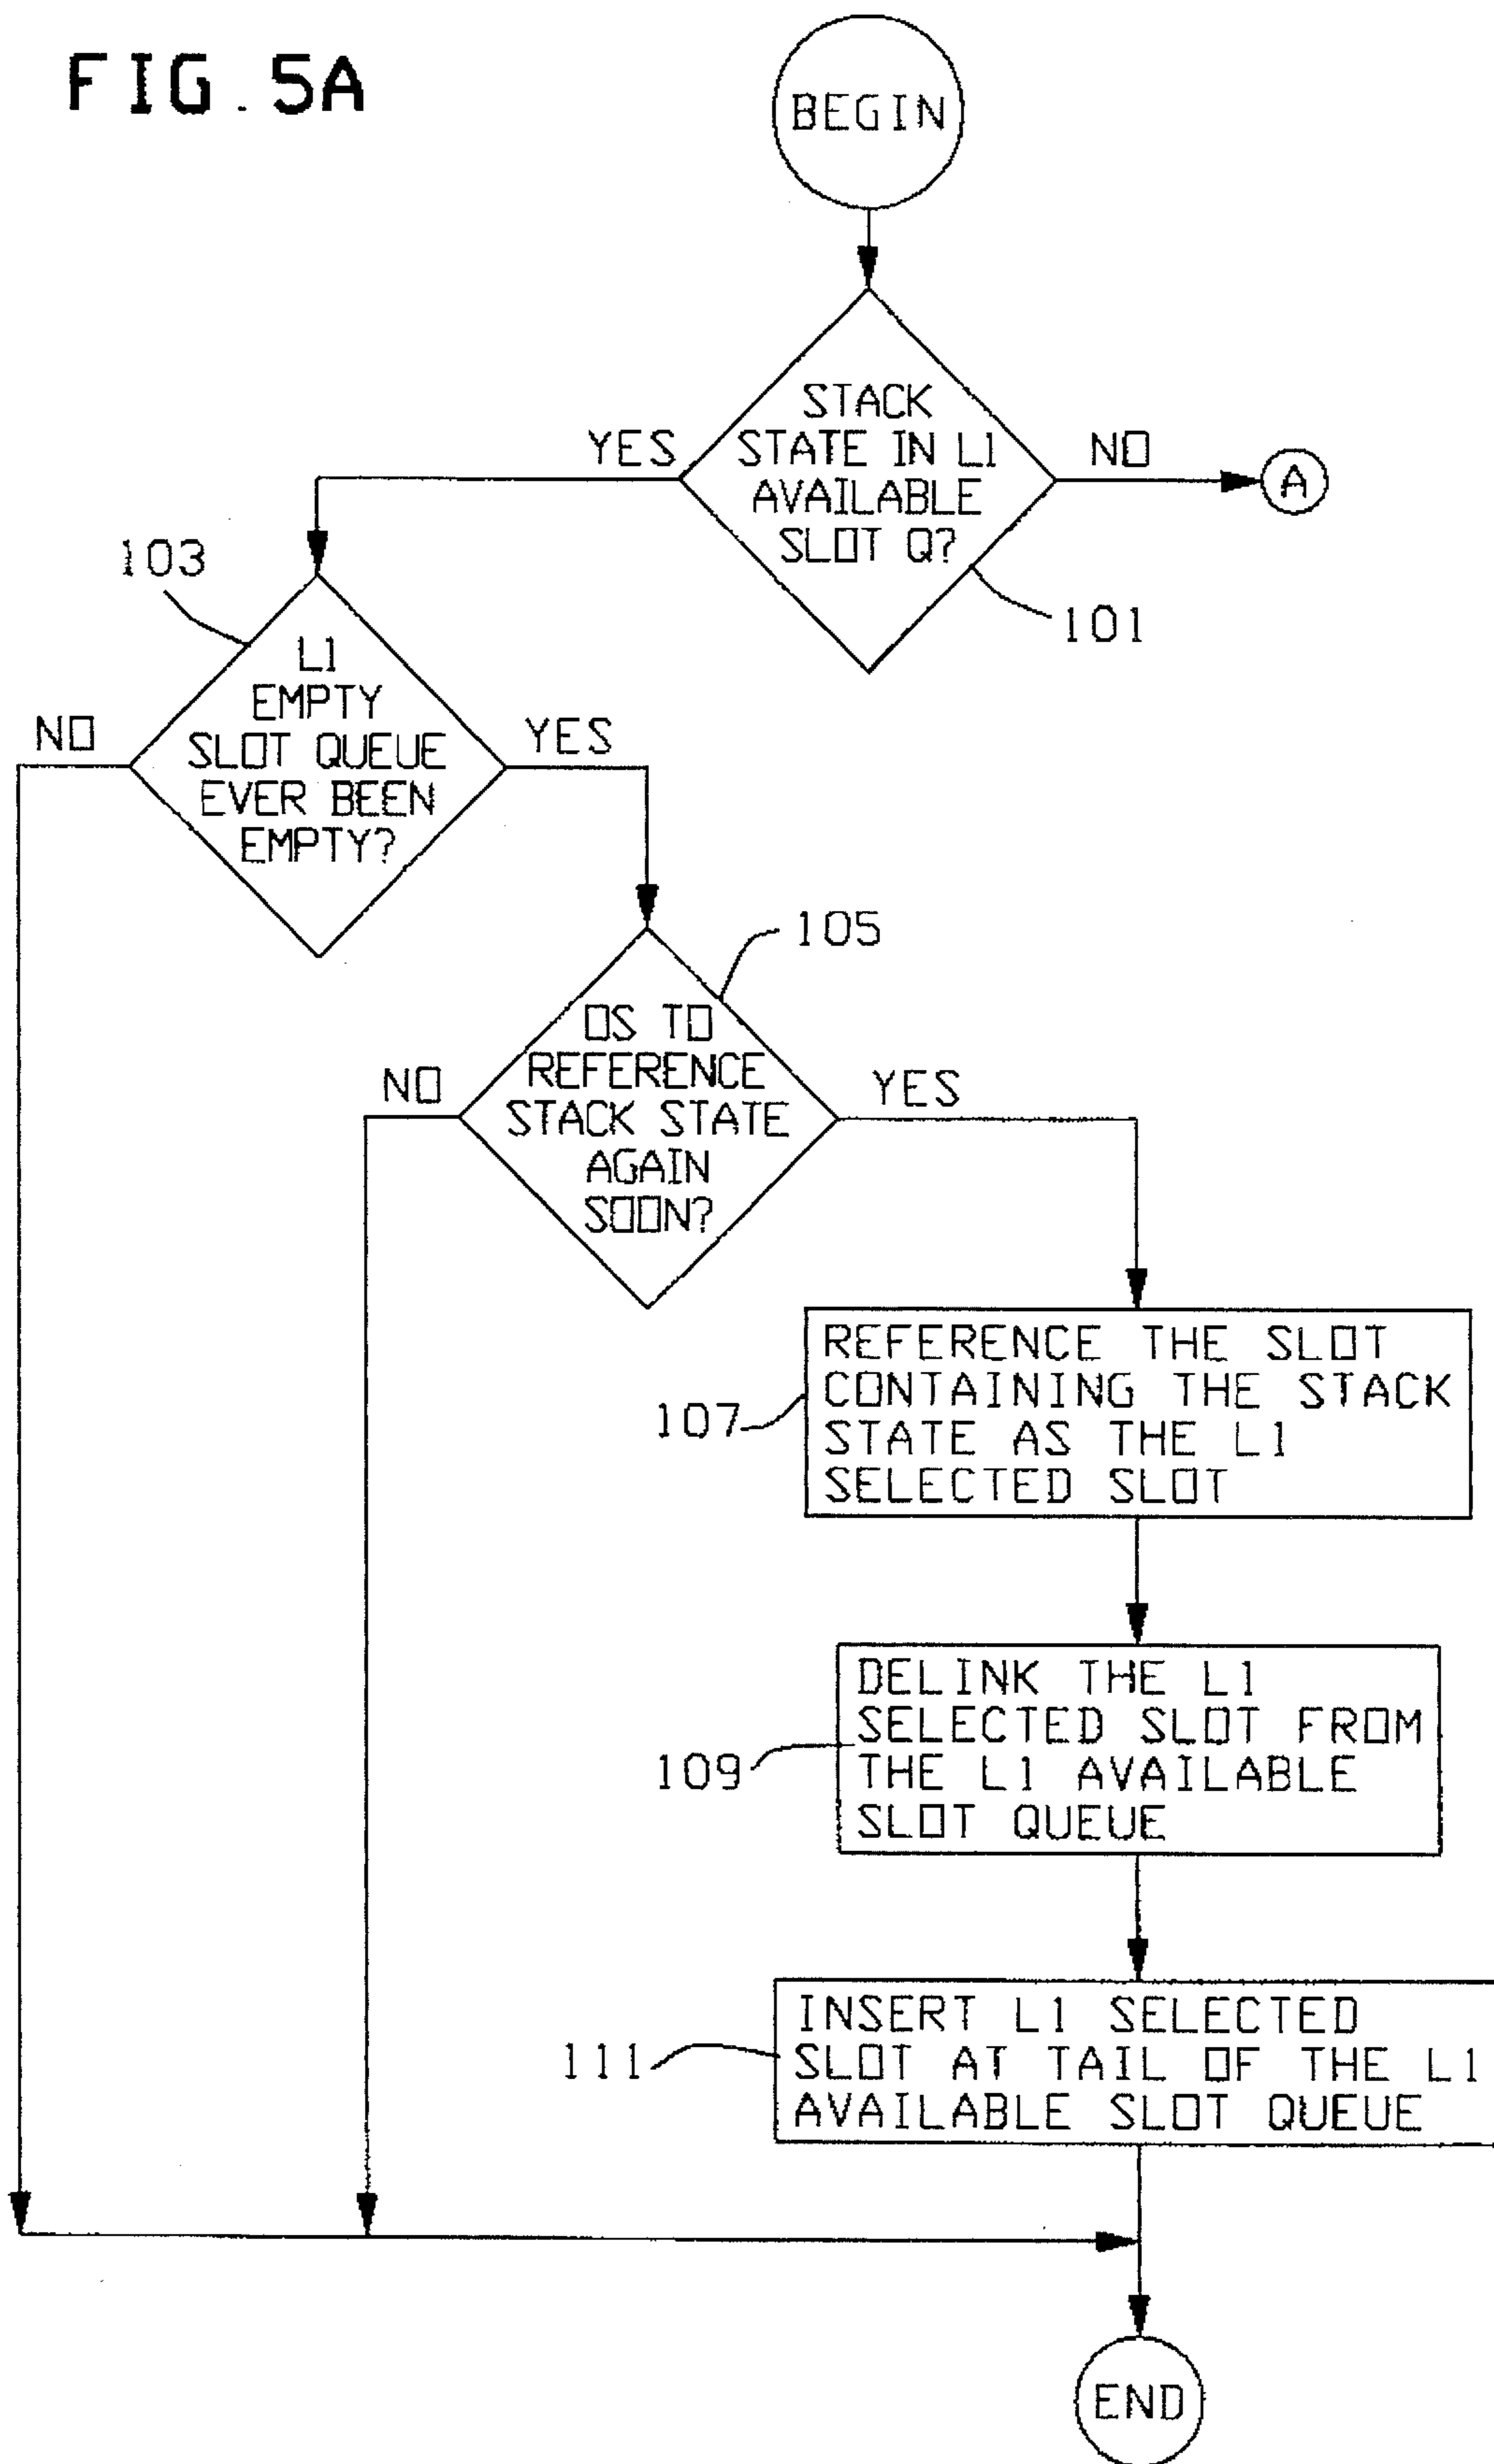 FIG. 5A
BEGIN
STACK
STATE IN L1
AVAILABLE
SLOT Q?
YES
NO
A
101
103
L1
EMPTY
SLOT QUEUE
EVER BEEN
EMPTY?
NO
YES
105
OS TO
REFERENCE
STACK STATE
AGAIN
SOON?
NO
YES
107
REFERENCE THE SLOT
CONTAINING THE STACK
STATE AS THE L1
SELECTED SLOT
109
DELINK THE L1
SELECTED SLOT FROM
THE L1 AVAILABLE
SLOT QUEUE
111
INSERT L1 SELECTED
SLOT AT TAIL OF THE L1
AVAILABLE SLOT QUEUE
END